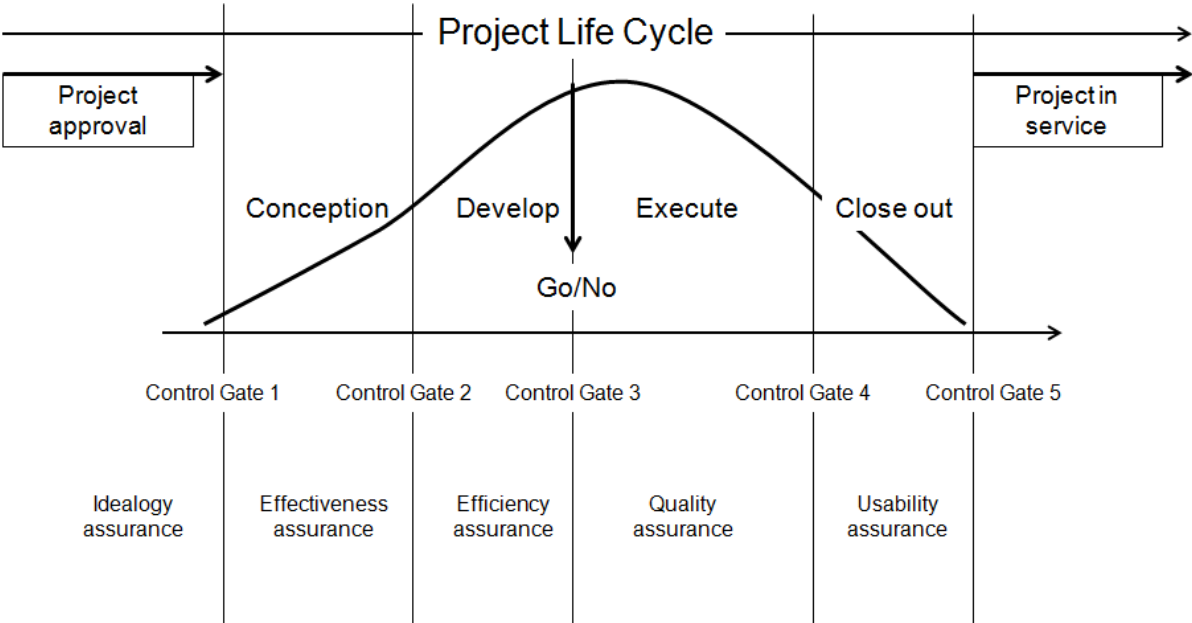 Project Life Cycle
Project
approval
Project in
service
Conception
Develop
Execute
Close out
Go/No
Control Gate 1
Control Gate 2
Control Gate 3
Control Gate 4
Control Gate 5
Idealogy
assurance
Effectiveness
assurance
Efficiency
assurance
Quality
assurance
Usability
assurance